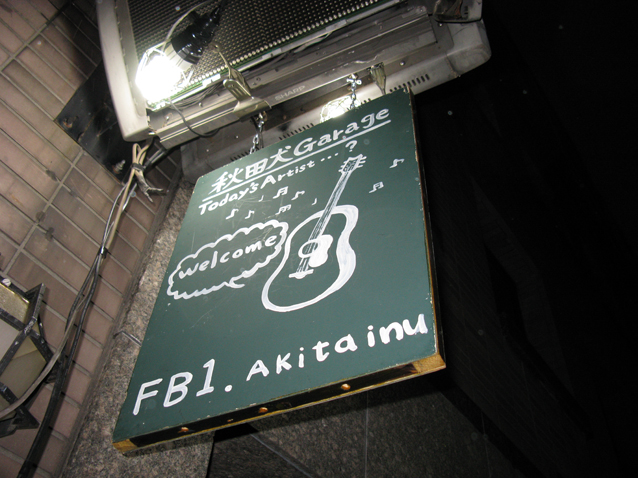 秋田犬Garage
Today's Artist...?
welcome
FB1. Akitainu